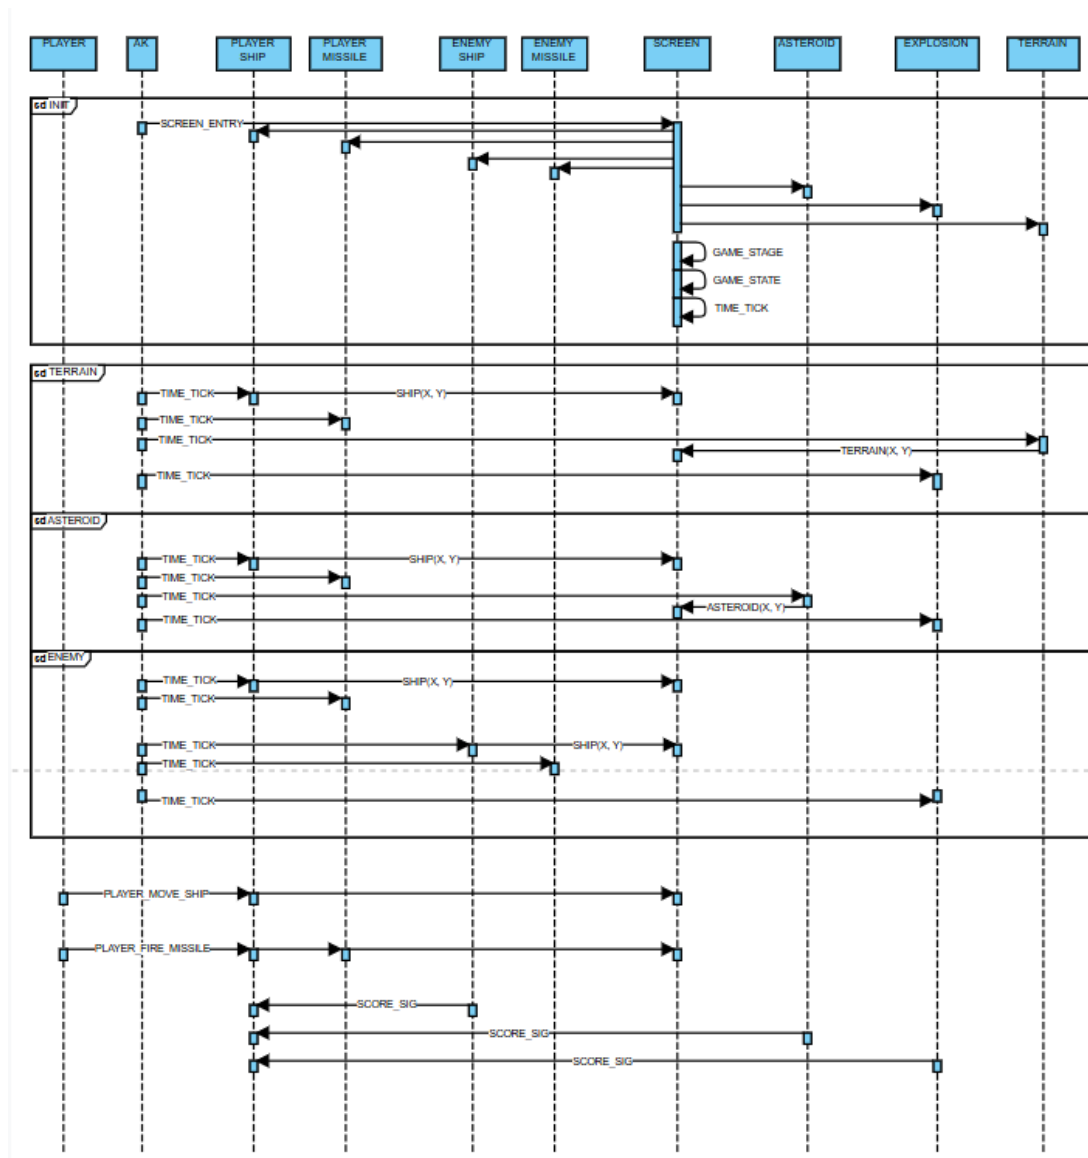 PLAYER
AK
PLAYER
SHIP
PLAYER
MISSILE
ENEMY
SHIP
ENEMY
MISSILE
SCREEN
ASTEROID
EXPLOSION
TERRAIN
sd INIT
SCREEN_ENTRY
GAME_STAGE
GAME_STATE
TIME_TICK
sd TERRAIN
TIME_TICK
SHIP(X, Y)
TIME_TICK
TIME_TICK
TERRAIN(X, Y)
TIME_TICK
sd ASTEROID
TIME_TICK
SHIP(X, Y)
TIME_TICK
TIME_TICK
ASTEROID(X, Y)
TIME_TICK
sd ENEMY
TIME_TICK
SHIP(X, Y)
TIME_TICK
TIME_TICK
SHIP(X, Y)
TIME_TICK
TIME_TICK
PLAYER_MOVE_SHIP
PLAYER_FIRE_MISSILE
SCORE_SIG
SCORE_SIG
SCORE_SIG